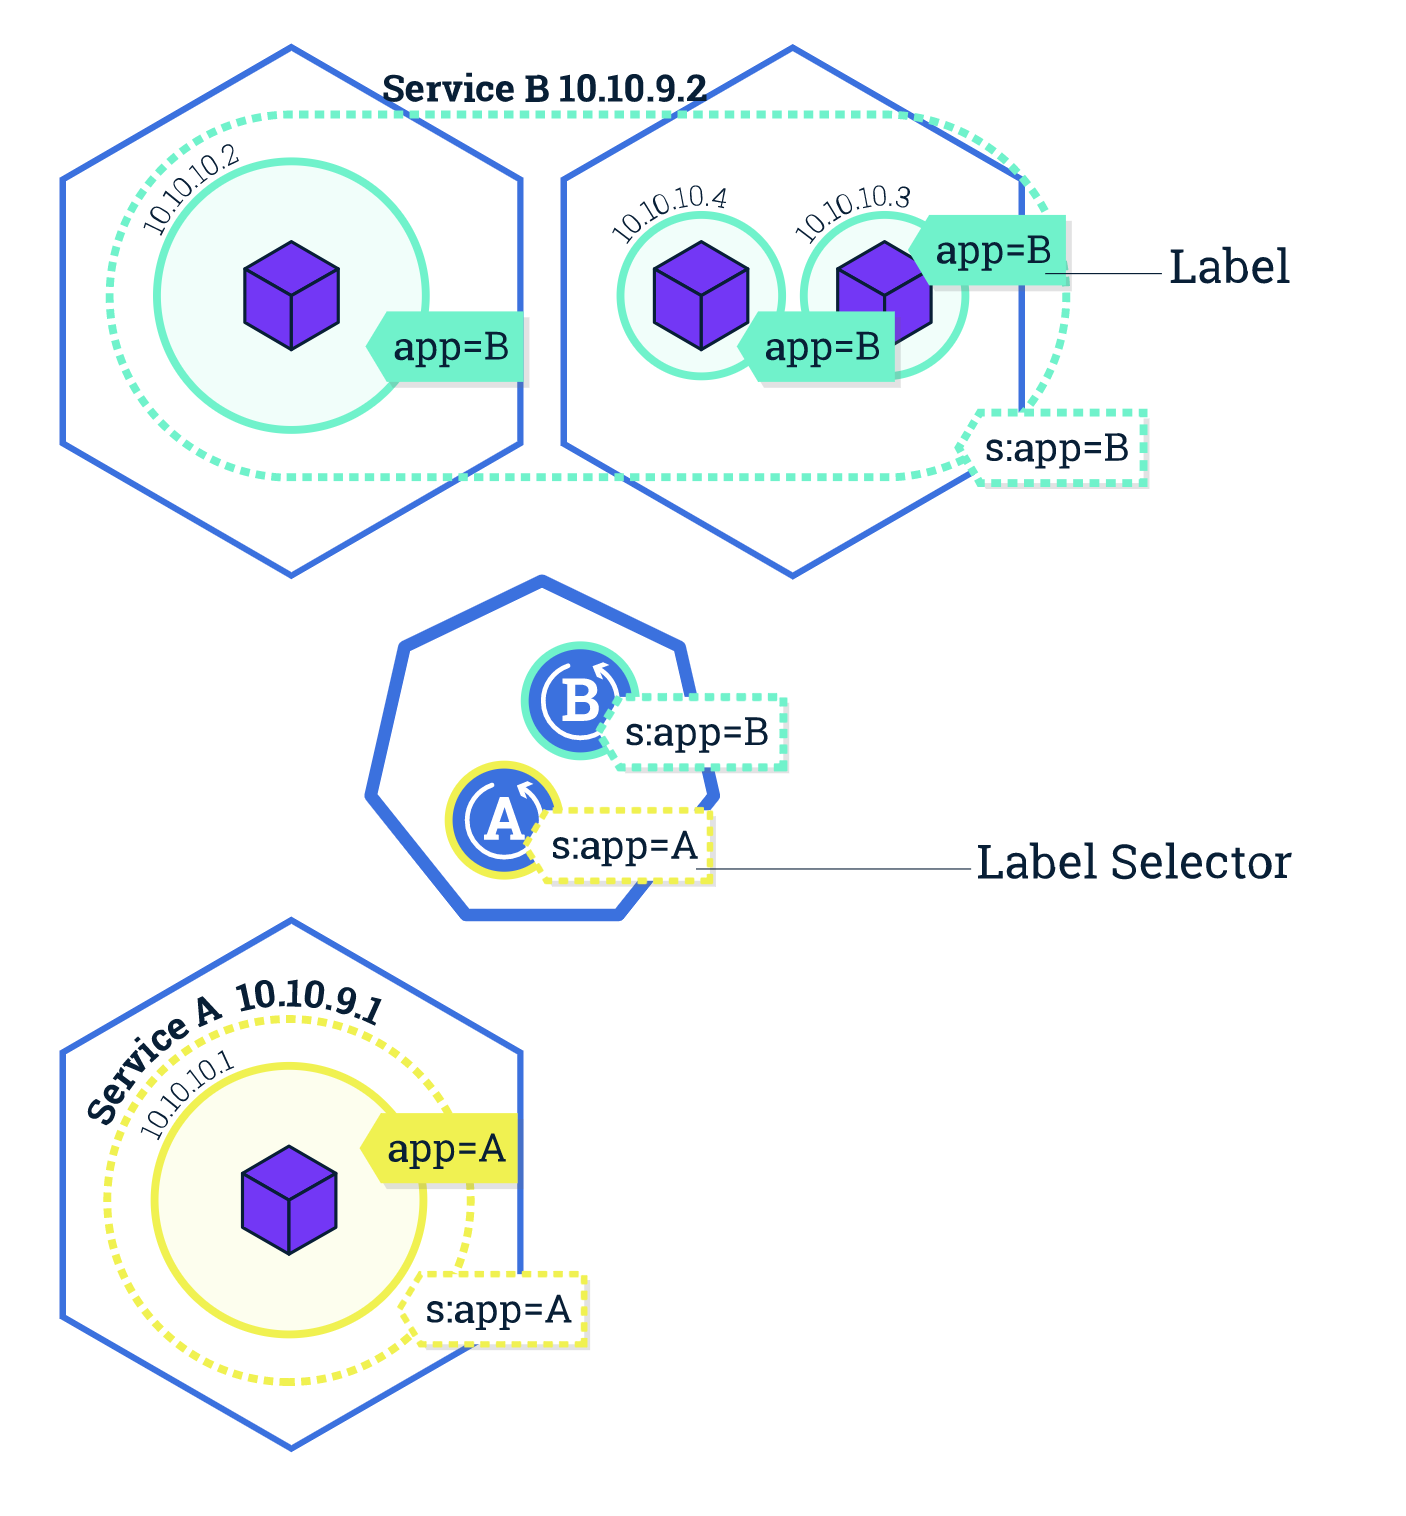 Service B 10.10.9.2
10.10.10.2
10.10.10.4
10.10.10.3
app=B
Label
app=B
app=B
s:app=B
B
s:app=B
A
s:app=A
Label Selector
Service A 10.10.9.1
10.10.10.1
app=A
s:app=A